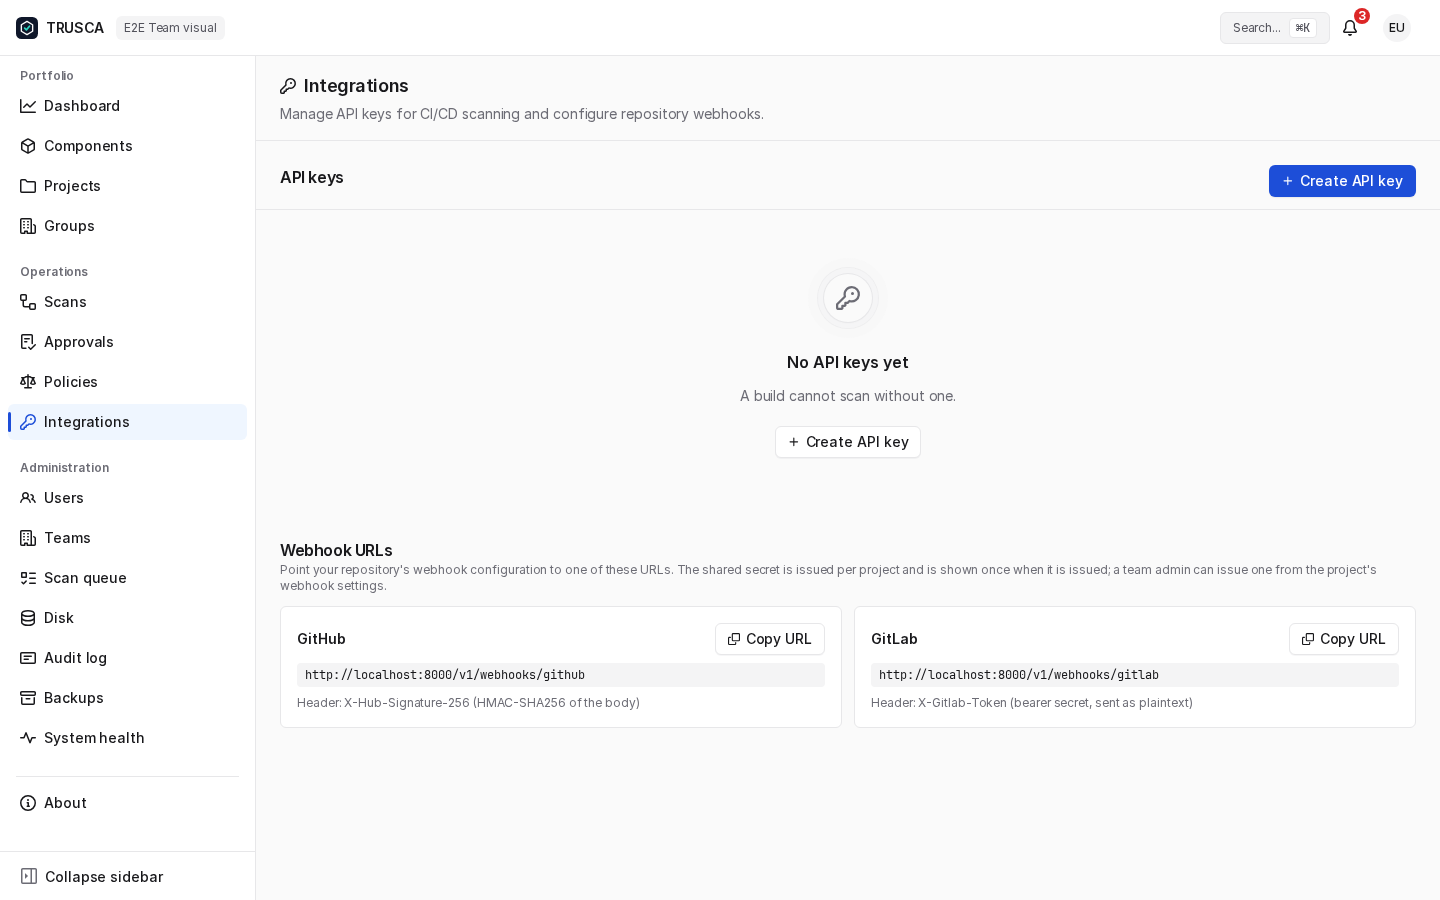 TRUSCA
E2E Team visual
Search...
⌘K
3
EU
Portfolio
Dashboard
Components
Projects
Groups
Operations
Scans
Approvals
Policies
Integrations
Administration
Users
Teams
Scan queue
Disk
Audit log
Backups
System health
About
Collapse sidebar
Integrations
Manage API keys for CI/CD scanning and configure repository webhooks.
API keys
+ Create API key
No API keys yet
A build cannot scan without one.
+ Create API key
Webhook URLs
Point your repository's webhook configuration to one of these URLs. The shared secret is issued per project and is shown once when it is issued; a team admin can issue one from the project's
webhook settings.
GitHub
Copy URL
http://localhost:8000/v1/webhooks/github
Header: X-Hub-Signature-256 (HMAC-SHA256 of the body)
GitLab
Copy URL
http://localhost:8000/v1/webhooks/gitlab
Header: X-Gitlab-Token (bearer secret, sent as plaintext)